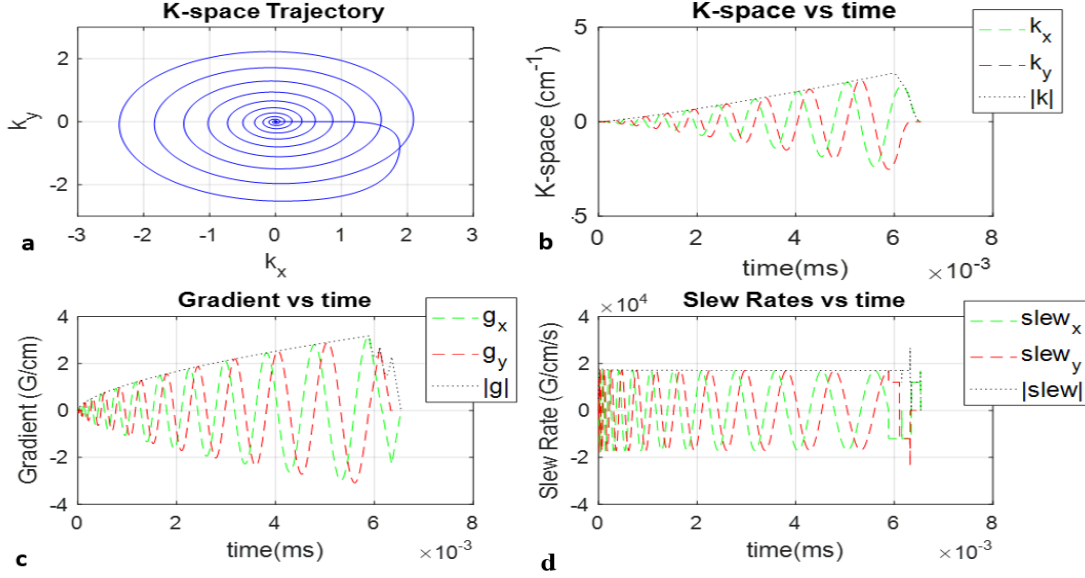 K-space Trajectory
k_y
2
0
-2
-3 -2 -1 0 1 2 3
k_x
a
K-space vs time
K-space (cm^-1)
5
0
-5
0 2 4 6 8
time(ms)
× 10^-3
k_x
k_y
|k|
b
Gradient vs time
Gradient (G/cm)
4
2
0
-2
-4
0 2 4 6 8
time(ms)
× 10^-3
g_x
g_y
|g|
c
Slew Rates vs time
× 10^4
Slew Rate (G/cm/s)
4
2
0
-2
-4
0 2 4 6 8
time(ms)
× 10^-3
slew_x
slew_y
|slew|
d